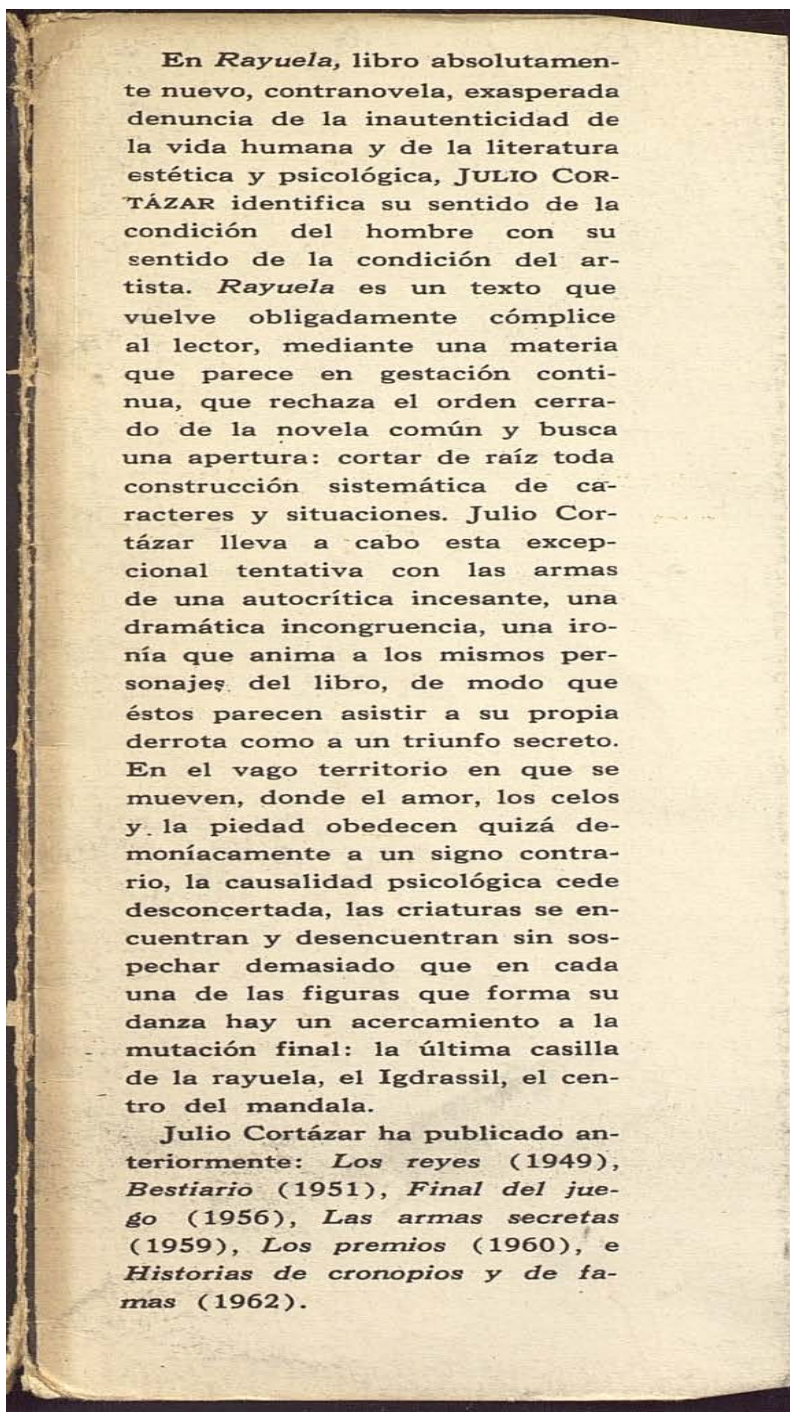 En Rayuela, libro absolutamen-
te nuevo, contranovela, exasperada
denuncia de la inautenticidad de
la vida humana y de la literatura
estética y psicológica, JULIO COR-
TÁZAR identifica su sentido de la
condición del hombre con su
sentido de la condición del ar-
tista. Rayuela es un texto que
vuelve obligadamente cómplice
al lector, mediante una materia
que parece en gestación conti-
nua, que rechaza el orden cerra-
do de la novela común y busca
una apertura: cortar de raíz toda
construcción sistemática de ca-
racteres y situaciones. Julio Cor-
tázar lleva a cabo esta excep-
cional tentativa con las armas
de una autocrítica incesante, una
dramática incongruencia, una iro-
nía que anima a los mismos per-
sonajes del libro, de modo que
éstos parecen asistir a su propia
derrota como a un triunfo secreto.
En el vago territorio en que se
mueven, donde el amor, los celos
y la piedad obedecen quizá de-
moníacamente a un signo contra-
rio, la causalidad psicológica cede
desconcertada, las criaturas se en-
cuentran y desencuentran sin sos-
pechar demasiado que en cada
una de las figuras que forma su
danza hay un acercamiento a la
mutación final: la última casilla
de la rayuela, el Igdrassil, el cen-
tro del mandala.
Julio Cortázar ha publicado an-
teriormente: Los reyes (1949),
Bestiario (1951), Final del jue-
go (1956), Las armas secretas
(1959), Los premios (1960), e
Historias de cronopios y de fa-
mas (1962).